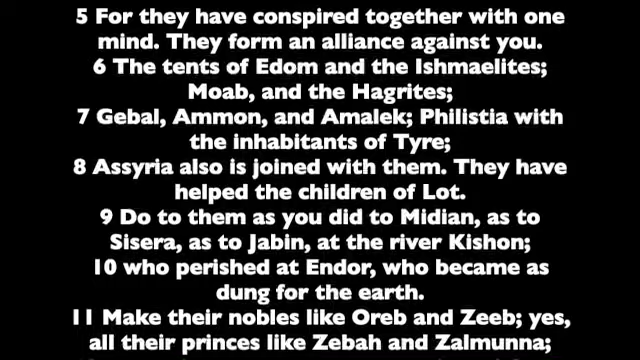 5 For they have conspired together with one
mind. They form an alliance against you.
6 The tents of Edom and the Ishmaelites;
Moab, and the Hagrites;
7 Gebal, Ammon, and Amalek; Philistia with
the inhabitants of Tyre;
8 Assyria also is joined with them. They have
helped the children of Lot.
9 Do to them as you did to Midian, as to
Sisera, as to Jabin, at the river Kishon;
10 who perished at Endor, who became as
dung for the earth.
11 Make their nobles like Oreb and Zeeb; yes,
all their princes like Zebah and Zalmunna;